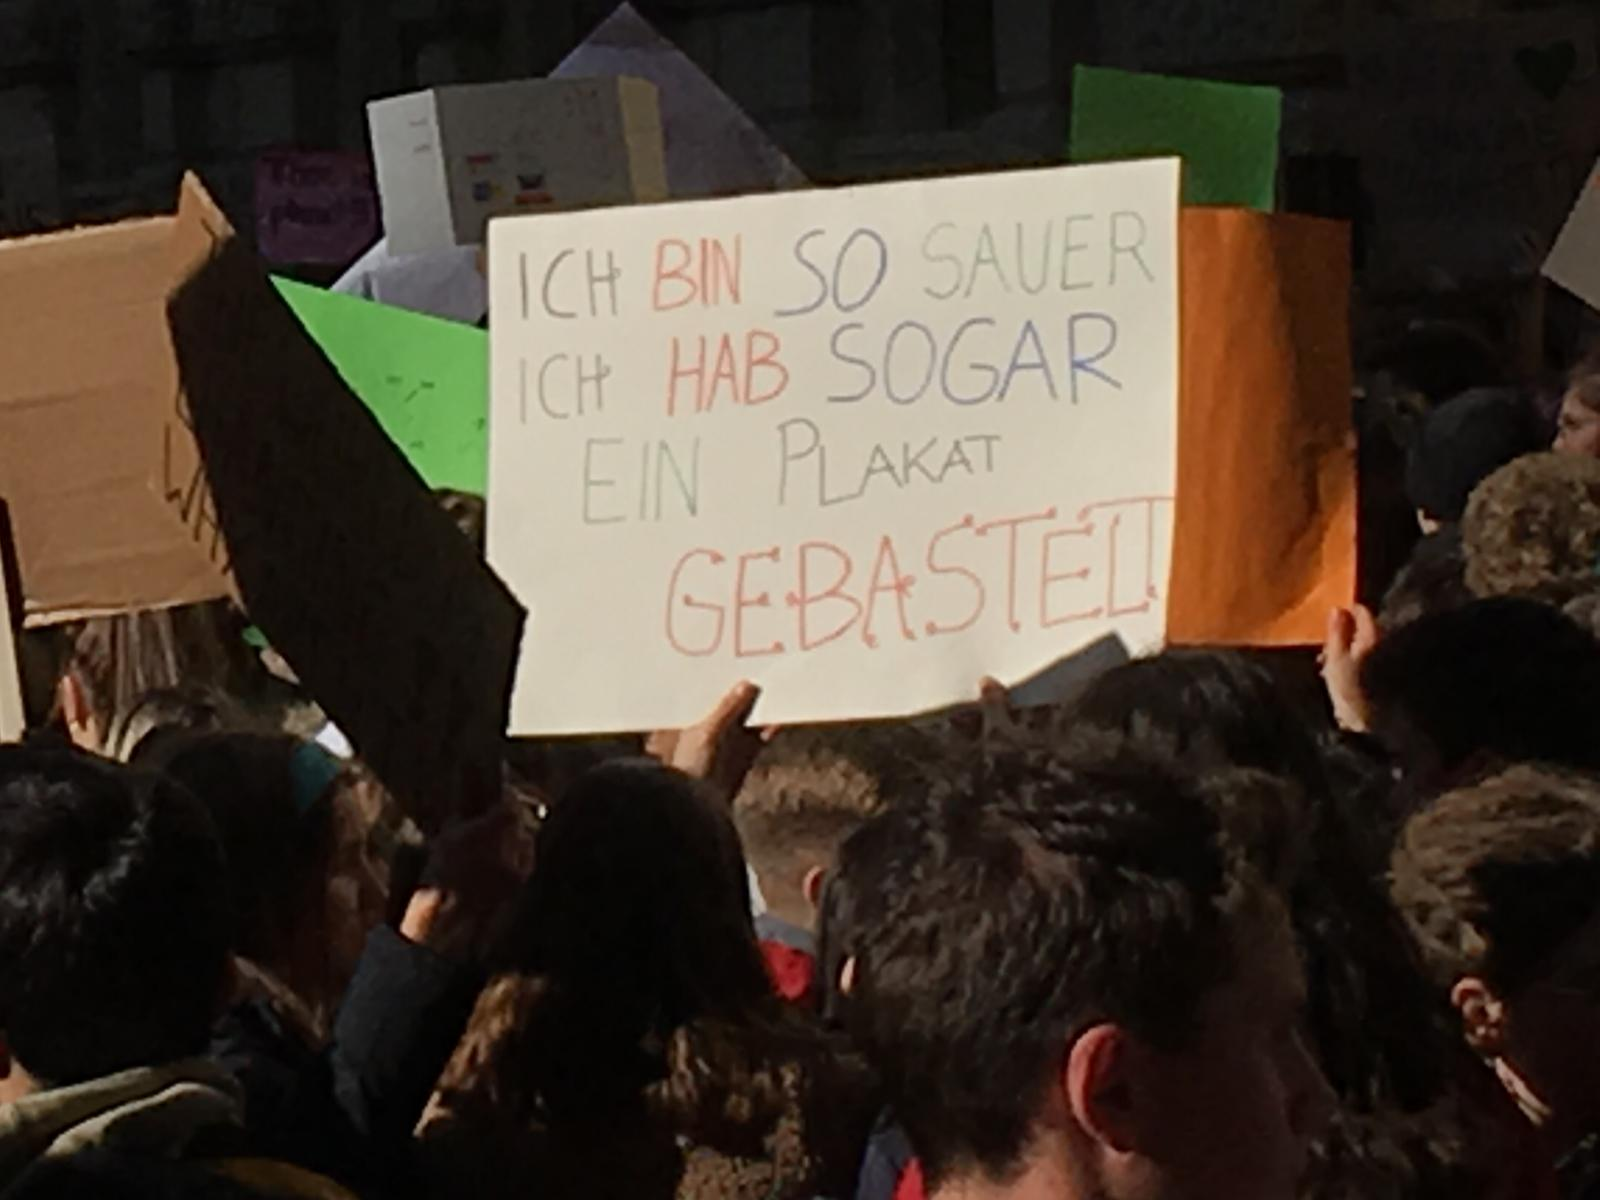 ICH BIN SO SAUER
ICH HAB SOGAR
EIN PLAKAT
GEBASTELT